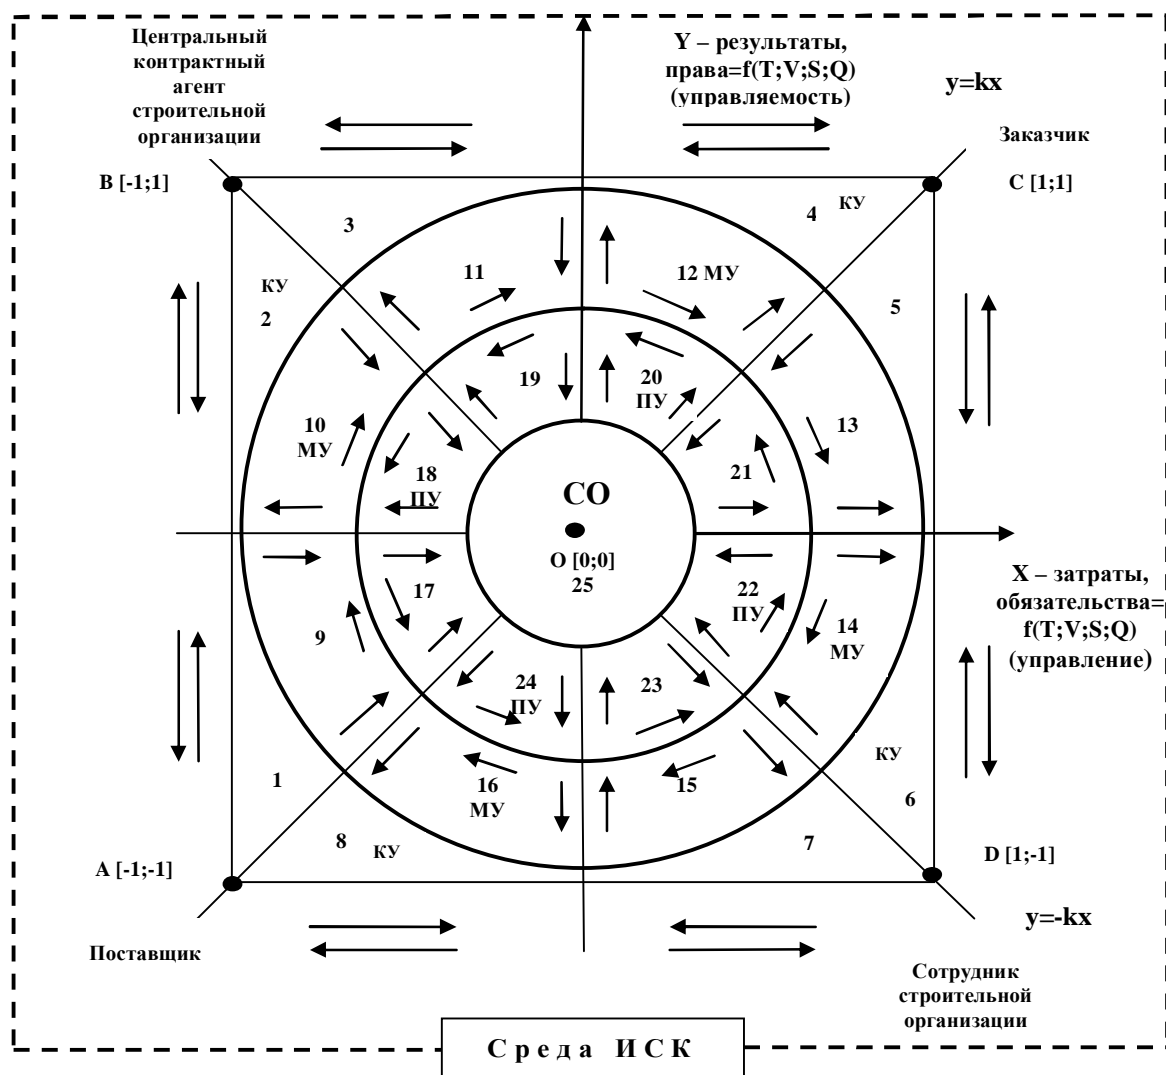 Центральный
контрактный
агент
строительной
организации
Y – результаты,
права=f(T;V;S;Q)
(управляемость)
y=kx
Заказчик
B [-1;1]
C [1;1]
3
4
КУ
11
12 МУ
КУ
2
5
19
20
ПУ
10
МУ
13
18
ПУ
21
СО
O [0;0]
25
X – затраты,
обязательства=
f(T;V;S;Q)
(управление)
17
22
ПУ
9
14
МУ
24
ПУ
23
1
16
МУ
15
КУ
6
8
КУ
7
A [-1;-1]
D [1;-1]
y=-kx
Поставщик
Сотрудник
строительной
организации
Среда ИСК